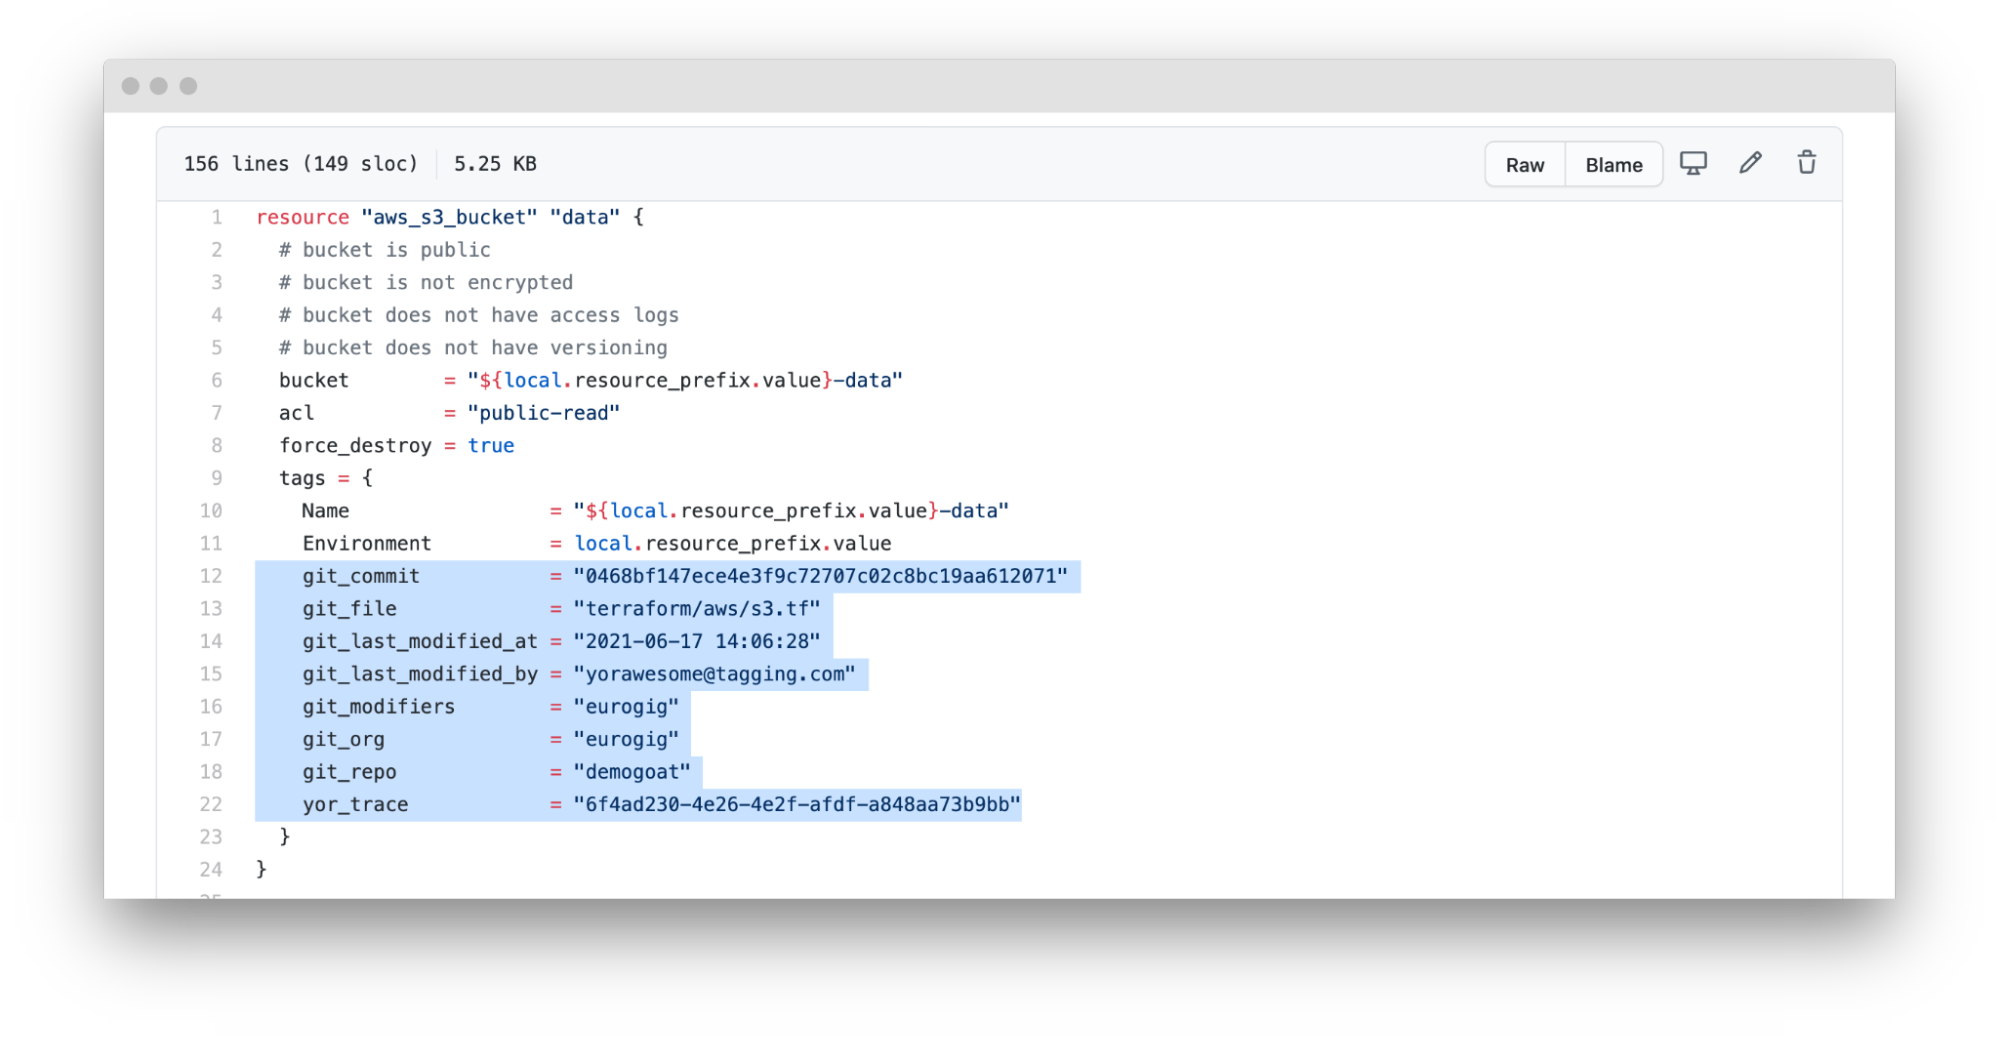 156 lines (149 sloc) 5.25 KB Raw Blame
1 resource "aws_s3_bucket" "data" {
2 # bucket is public
3 # bucket is not encrypted
4 # bucket does not have access logs
5 # bucket does not have versioning
6 bucket = "${local.resource_prefix.value}-data"
7 acl = "public-read"
8 force_destroy = true
9 tags = {
10 Name = "${local.resource_prefix.value}-data"
11 Environment = local.resource_prefix.value
12 git_commit = "0468bf147ece4e3f9c72707c02c8bc19aa612071"
13 git_file = "terraform/aws/s3.tf"
14 git_last_modified_at = "2021-06-17 14:06:28"
15 git_last_modified_by = "yorawesome@tagging.com"
16 git_modifiers = "eurogig"
17 git_org = "eurogig"
18 git_repo = "demogoat"
22 yor_trace = "6f4ad230-4e26-4e2f-afdf-a848aa73b9bb"
23 }
24 }